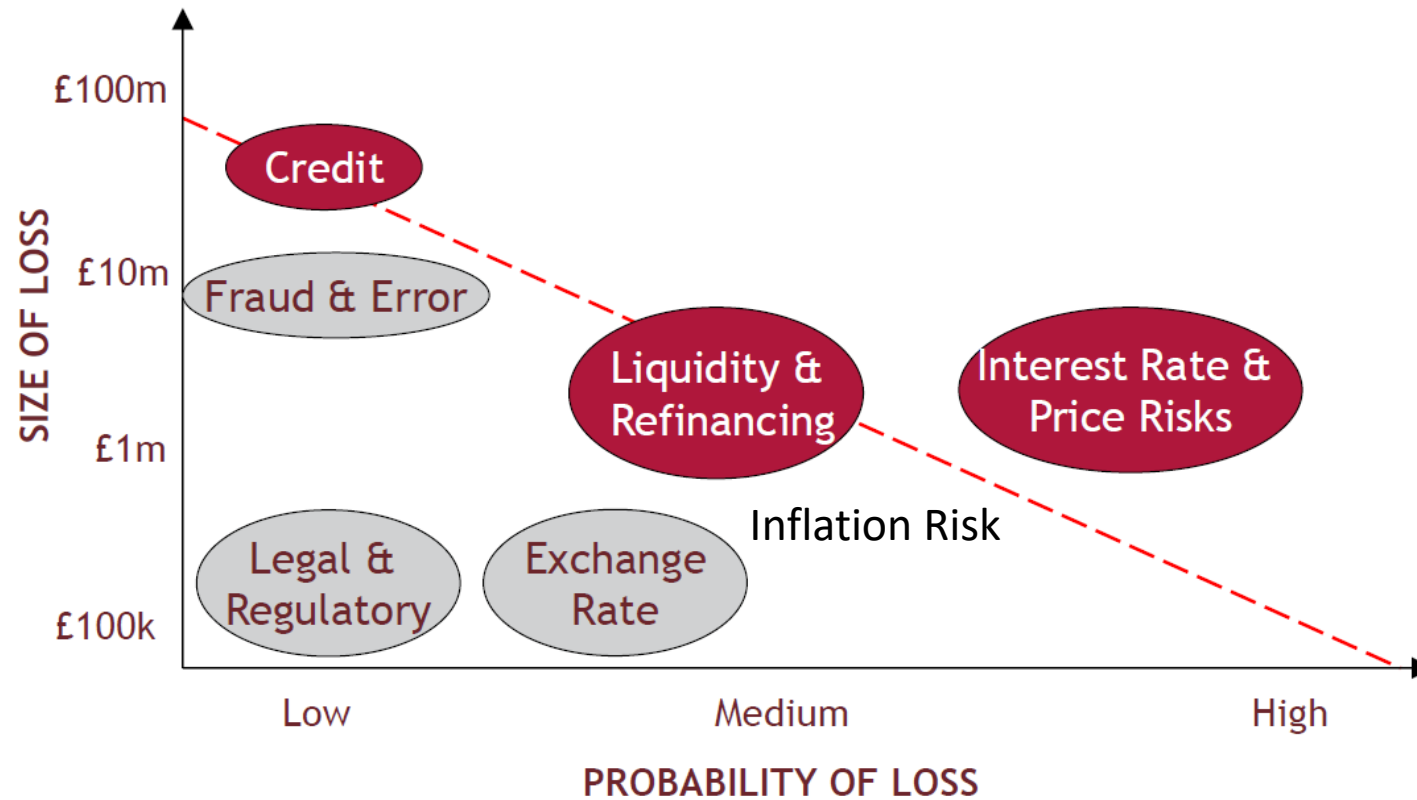 £100m
Credit
£10m
Fraud & Error
SIZE OF LOSS
Liquidity &
Refinancing
Interest Rate &
Price Risks
£1m
Inflation Risk
Legal &
Regulatory
Exchange
Rate
£100k
Low
Medium
High
PROBABILITY OF LOSS